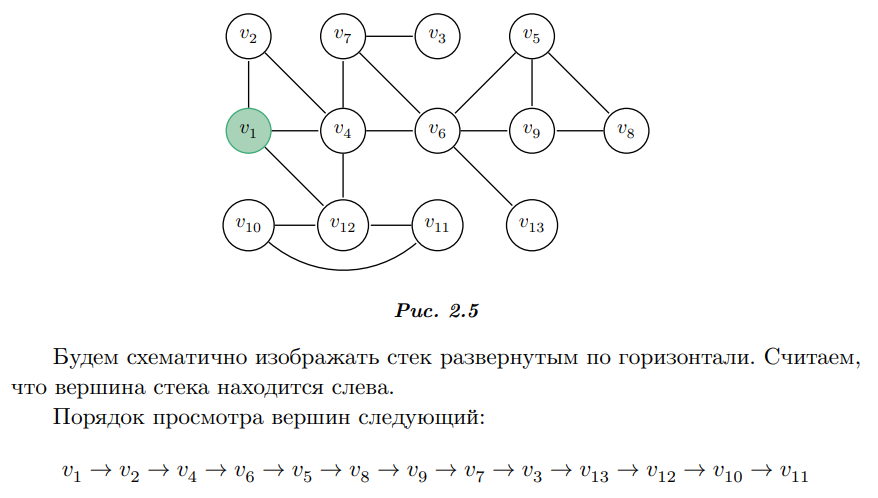 v2 v7 v3 v5
v1 v4 v6 v9 v8
v10 v12 v11 v13
Рис. 2.5
Будем схематично изображать стек развернутым по горизонтали. Считаем,
что вершина стека находится слева.
Порядок просмотра вершин следующий:
v1 → v2 → v4 → v6 → v5 → v8 → v9 → v7 → v3 → v13 → v12 → v10 → v11